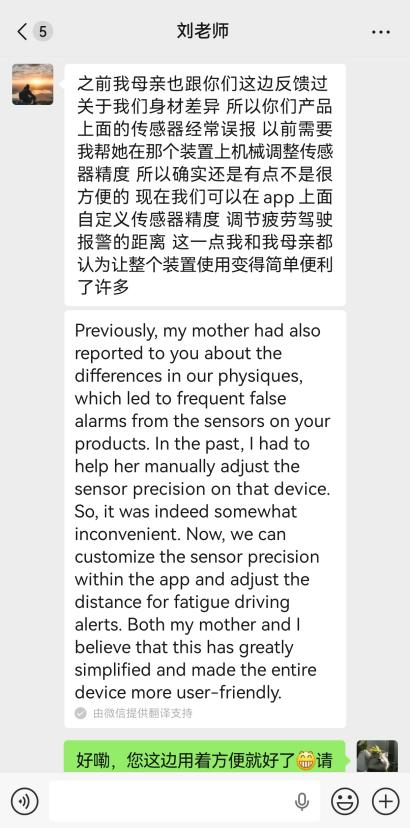 5
刘老师
之前我母亲也跟你们这边反馈过
关于我们身材差异 所以你们产品
上面的传感器经常误报 以前需要
我帮她在那个装置上机械调整传感
器精度 所以确实还是有点不是很
方便的 现在我们可以在 app 上面
自定义传感器精度 调节疲劳驾驶
报警的距离 这一点我和我母亲都
认为让整个装置使用变得简单便利
了许多
Previously, my mother had also
reported to you about the
differences in our physiques,
which led to frequent false
alarms from the sensors on your
products. In the past, I had to
help her manually adjust the
sensor precision on that device.
So, it was indeed somewhat
inconvenient. Now, we can
customize the sensor precision
within the app and adjust the
distance for fatigue driving
alerts. Both my mother and I
believe that this has greatly
simplified and made the entire
device more user-friendly.
由微信提供翻译支持
好嘞，您这边用着方便就好了😁请